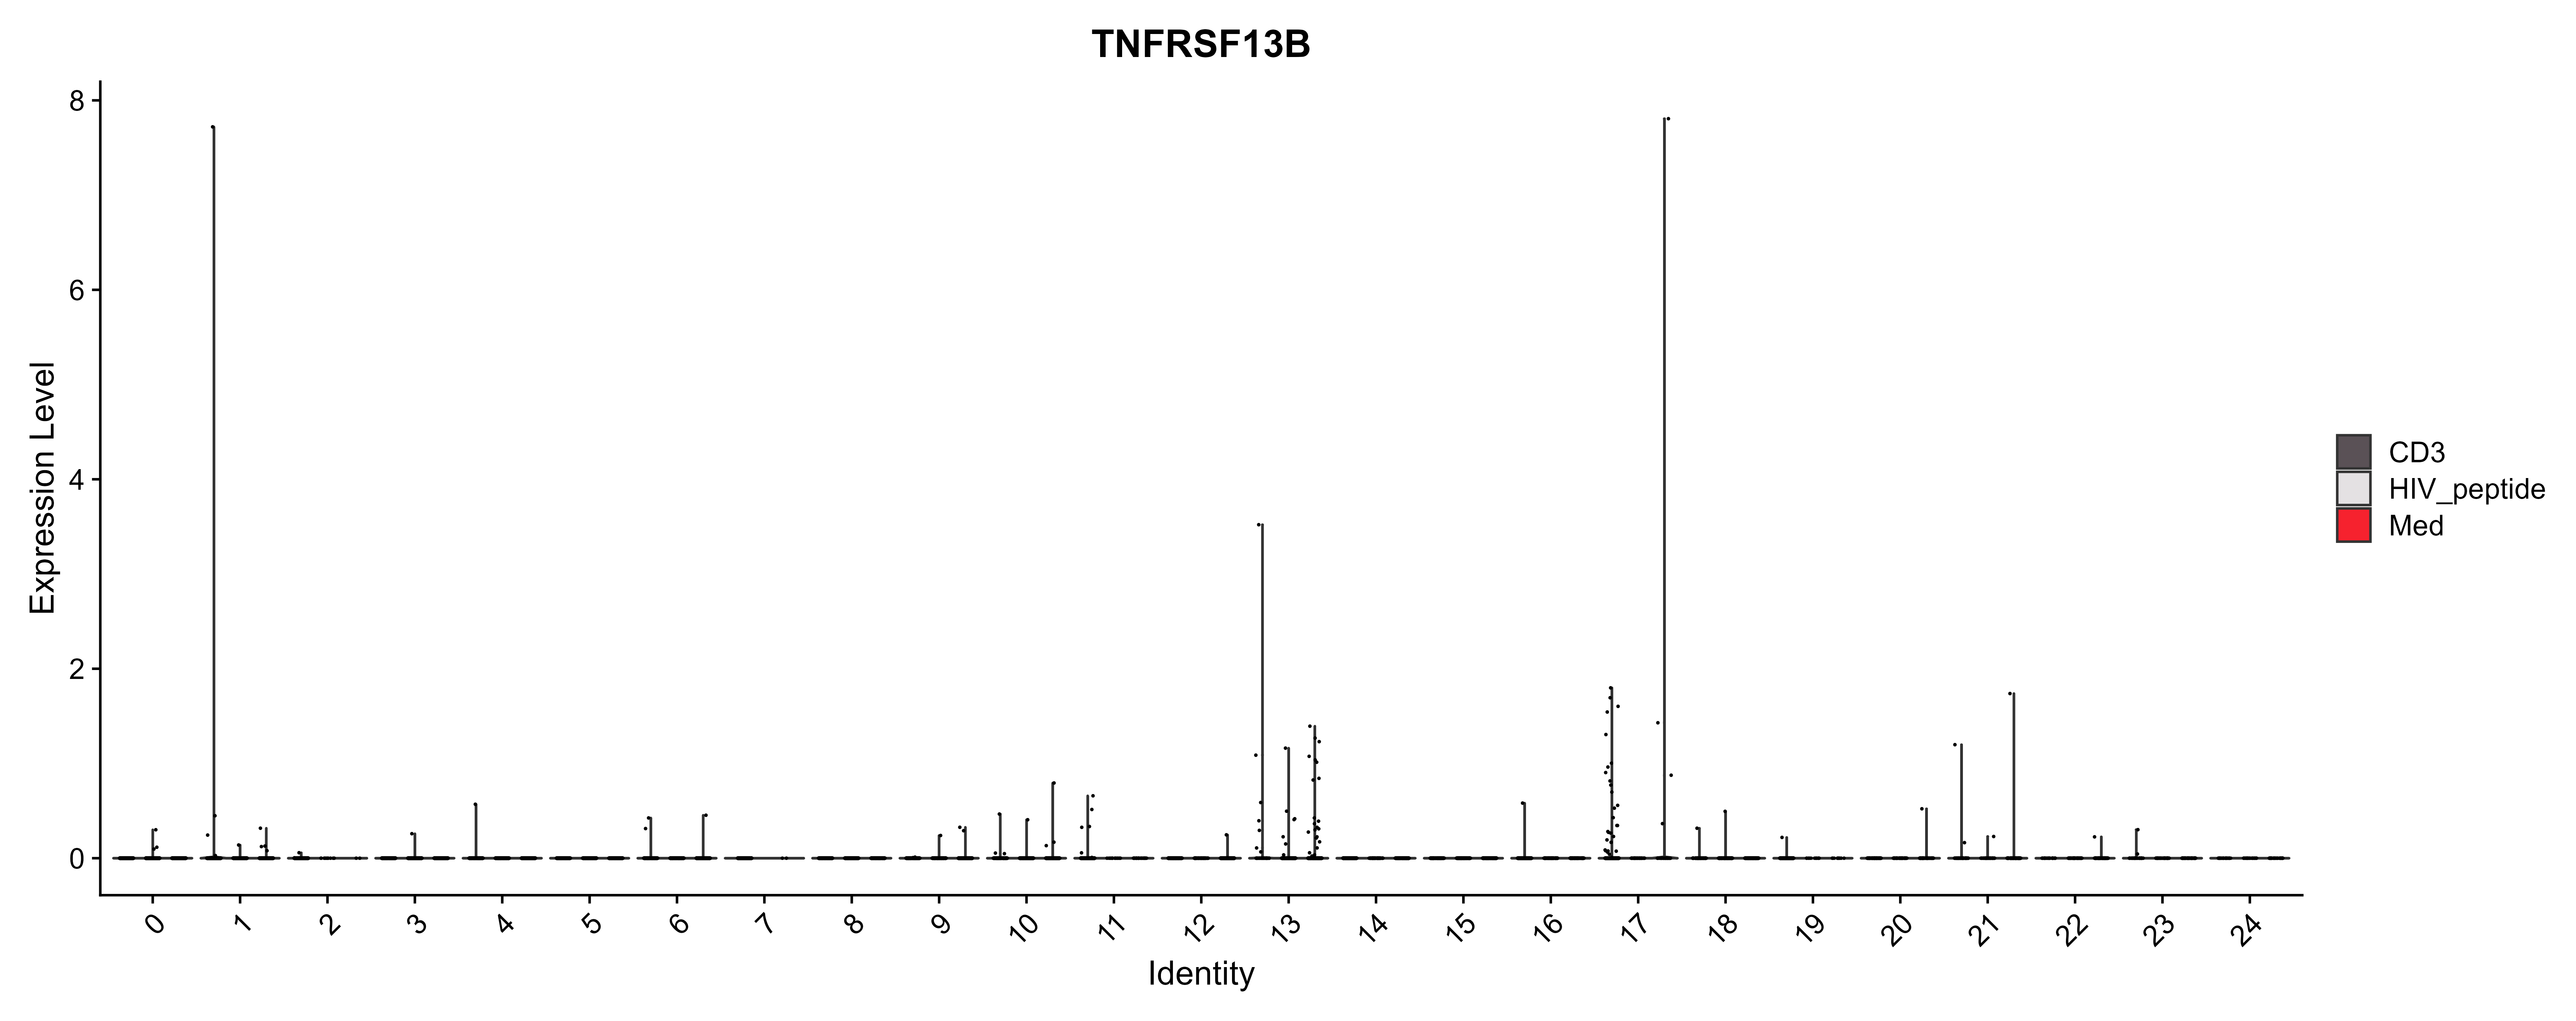 TNFRSF13B
8
6
4
2
0
Expression Level
0 1 2 3 4 5 6 7 8 9 10 11 12 13 14 15 16 17 18 19 20 21 22 23 24
Identity
CD3
HIV_peptide
Med